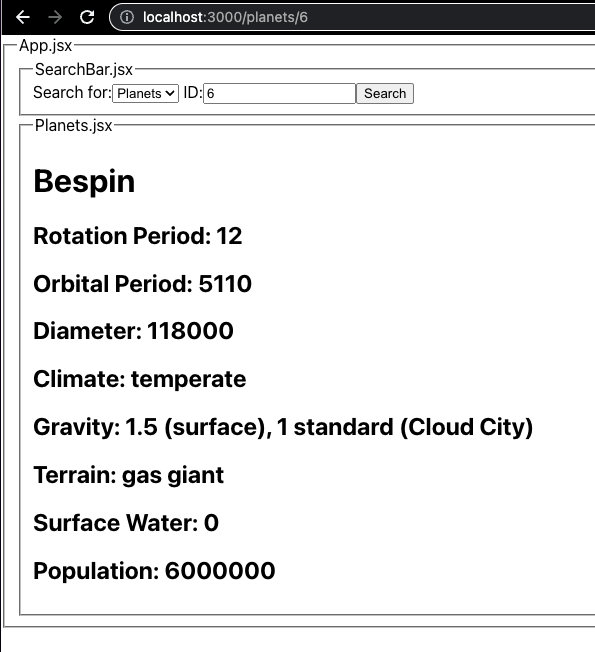 localhost:3000/planets/6
App.jsx
SearchBar.jsx
Search for: Planets ID: 6 Search
Planets.jsx
Bespin
Rotation Period: 12
Orbital Period: 5110
Diameter: 118000
Climate: temperate
Gravity: 1.5 (surface), 1 standard (Cloud City)
Terrain: gas giant
Surface Water: 0
Population: 6000000